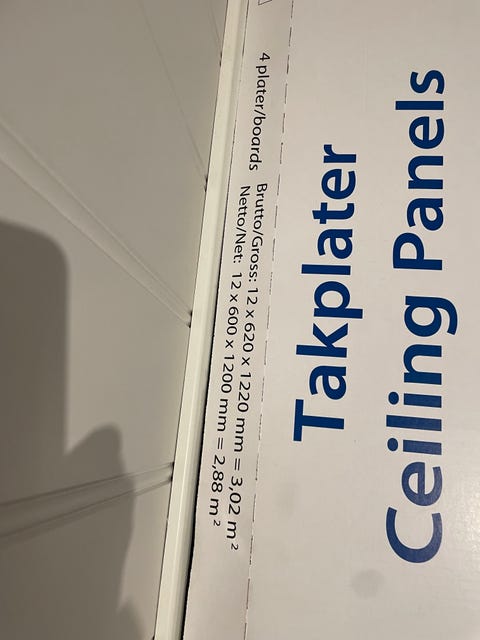 Takplater
Ceiling Panels
4 plater/boards
Brutto/Gross: 12 x 620 x 1220 mm = 3,02 m²
Netto/Net: 12 x 600 x 1200 mm = 2,88 m²